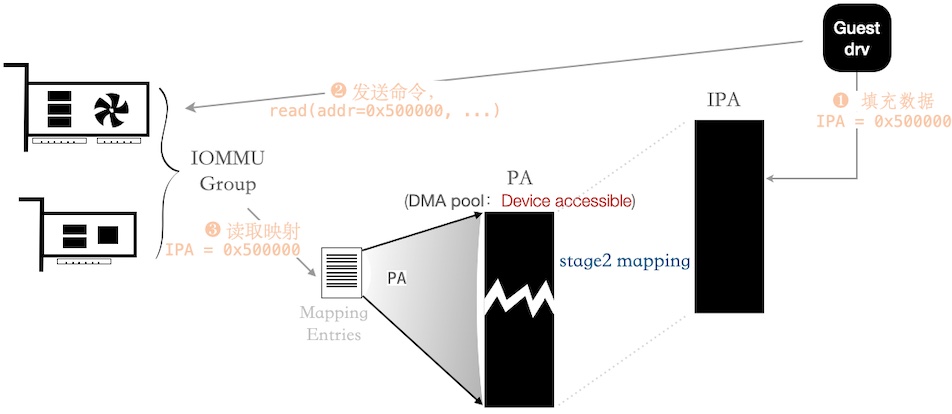 Guest
drv
❷ 发送命令,
read(addr=0x500000, ...)
IPA
❶ 填充数据
IPA = 0x500000
IOMMU
Group
PA
(DMA pool: Device accessible)
❸ 读取映射
IPA = 0x500000
PA
stage2 mapping
Mapping
Entries